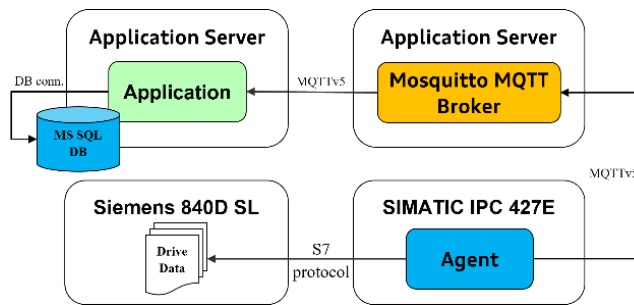 Application Server
Application Server
DB conn.
MQTTv5
Application
Mosquitto MQTT
Broker
MS SQL
DB
MQTTv5
Siemens 840D SL
SIMATIC IPC 427E
Drive
Data
S7
protocol
Agent